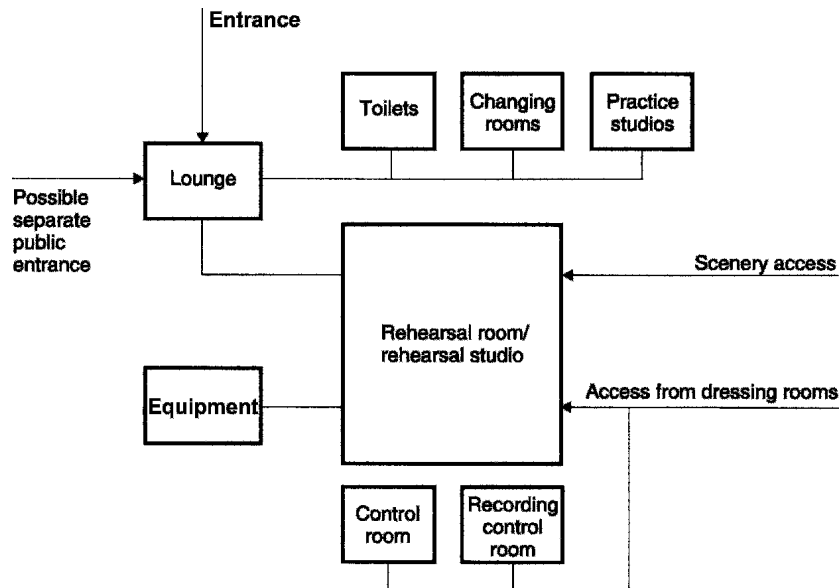 Entrance
Toilets
Changing
rooms
Practice
studios
Lounge
Possible
separate
public
entrance
Scenery access
Rehearsal room/
rehearsal studio
Equipment
Access from dressing rooms
Control
room
Recording
control
room